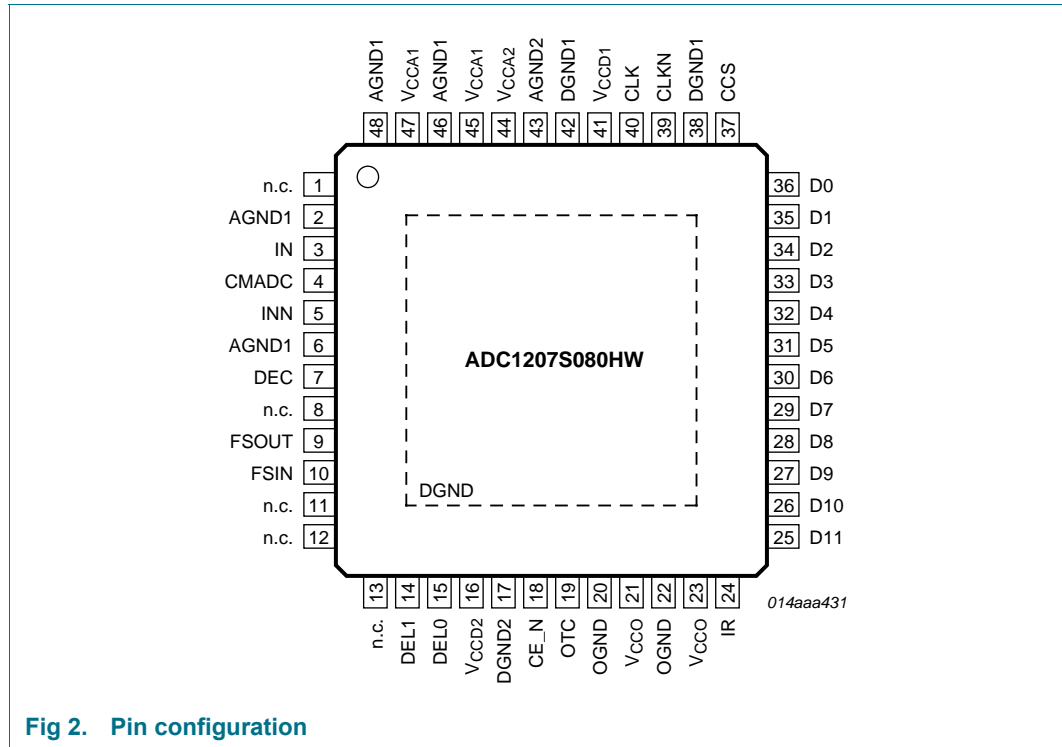 AGND1
VCCA1
AGND1
VCCA1
VCCA2
AGND2
DGND1
VCCD1
CLK
CLKN
DGND1
CCS
48
47
46
45
44
43
42
41
40
39
38
37
n.c. 1
AGND1 2
IN 3
CMADC 4
INN 5
AGND1 6
DEC 7
n.c. 8
FSOUT 9
FSIN 10
n.c. 11
n.c. 12
ADC1207S080HW
DGND
36 D0
35 D1
34 D2
33 D3
32 D4
31 D5
30 D6
29 D7
28 D8
27 D9
26 D10
25 D11
13
14
15
16
17
18
19
20
21
22
23
24
n.c.
DEL1
DEL0
VCCD2
DGND2
CE_N
OTC
OGND
VCCO
OGND
VCCO
IR
014aaa431
Fig 2. Pin configuration